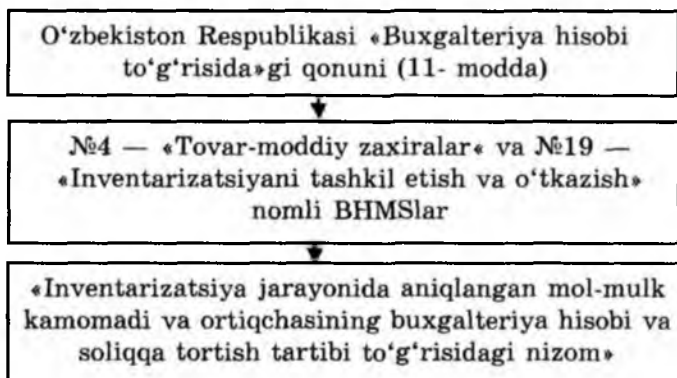 O‘zbekiston Respublikasi «Buxgalteriya hisobi
to‘g‘risida»gi qonuni (11- modda)
№4 — «Tovar-moddiy zaxiralar« va №19 —
«Inventarizatsiyani tashkil etish va o‘tkazish»
nomli BHMSlar
«Inventarizatsiya jarayonida aniqlangan mol-mulk
kamomadi va ortiqchasining buxgalteriya hisobi va
soliqqa tortish tartibi to‘g‘risidagi nizom»